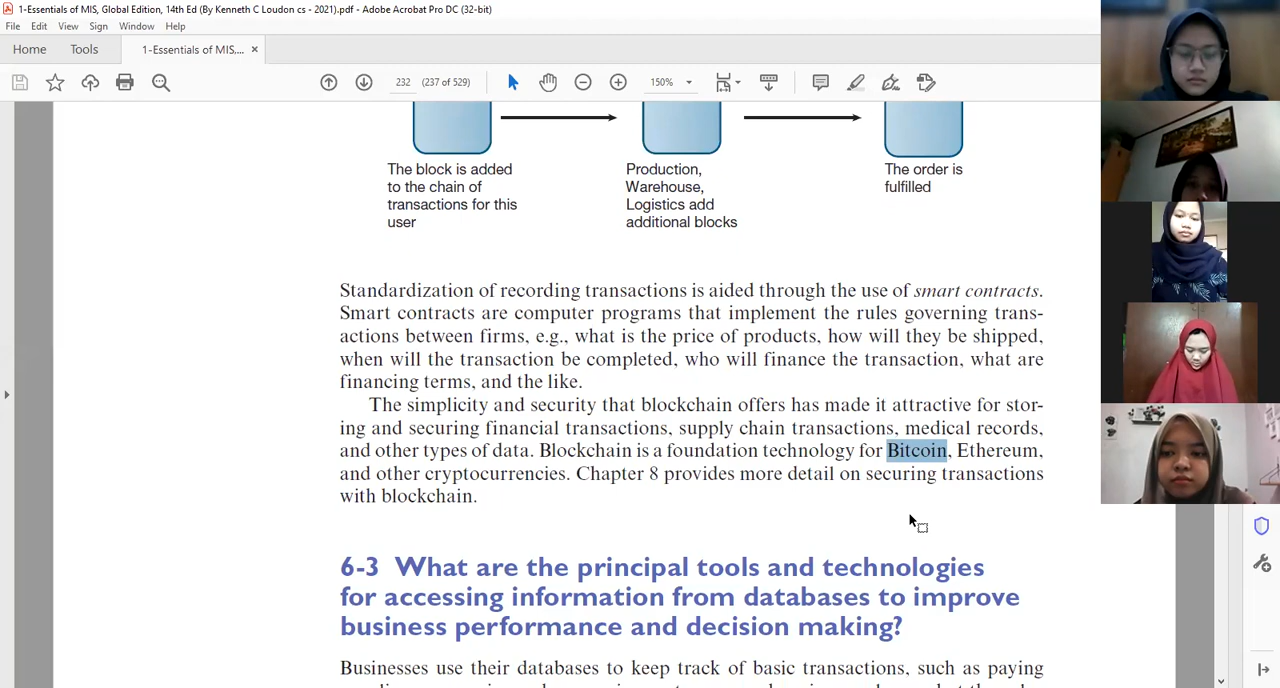 1-Essentials of MIS, Global Edition, 14th Ed (By Kenneth C Loudon cs - 2021).pdf - Adobe Acrobat Pro DC (32-bit)
File Edit View Sign Window Help
Home Tools 1-Essentials of MIS,... ×
232 (237 of 529) 150%
The block is added
to the chain of
transactions for this
user
Production,
Warehouse,
Logistics add
additional blocks
The order is
fulfilled
Standardization of recording transactions is aided through the use of smart contracts.
Smart contracts are computer programs that implement the rules governing trans-
actions between firms, e.g., what is the price of products, how will they be shipped,
when will the transaction be completed, who will finance the transaction, what are
financing terms, and the like.
The simplicity and security that blockchain offers has made it attractive for stor-
ing and securing financial transactions, supply chain transactions, medical records,
and other types of data. Blockchain is a foundation technology for Bitcoin, Ethereum,
and other cryptocurrencies. Chapter 8 provides more detail on securing transactions
with blockchain.
6-3 What are the principal tools and technologies
for accessing information from databases to improve
business performance and decision making?
Businesses use their databases to keep track of basic transactions, such as paying